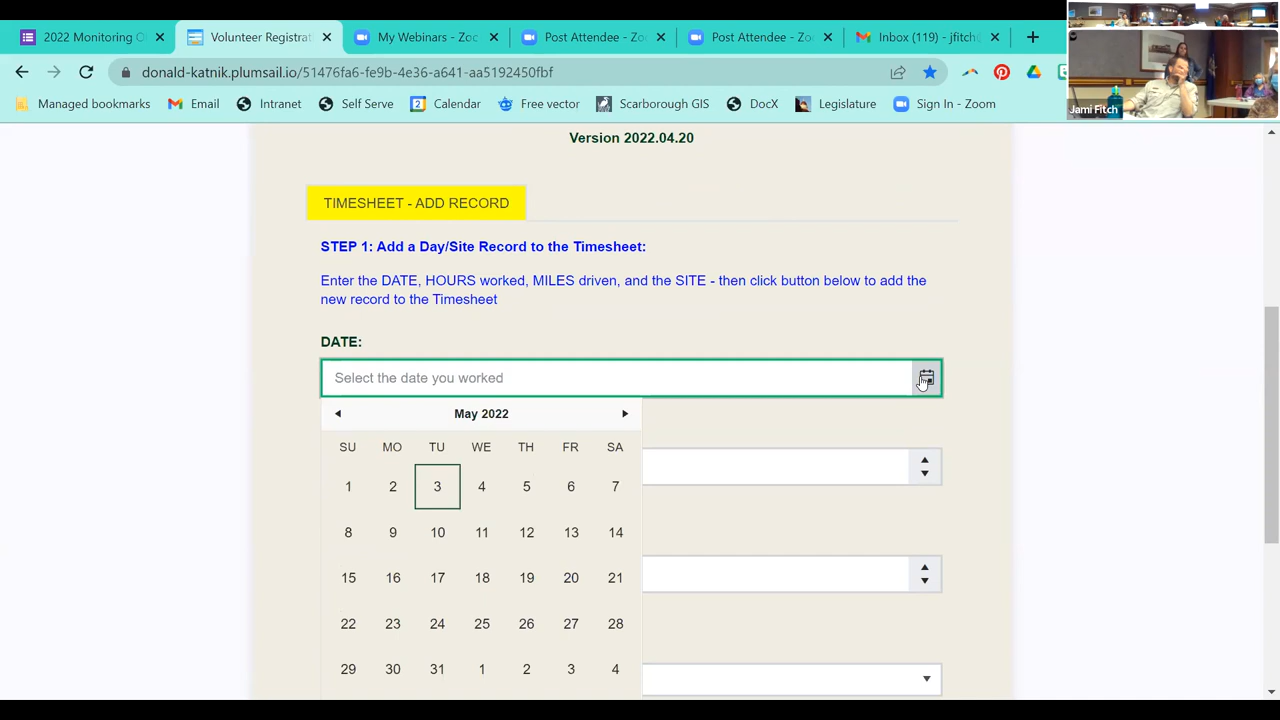 2022 Monitoring O
Volunteer Registrat
My Webinars - Zoo
Post Attendee - Zoo
Post Attendee - Zoo
Inbox (119) - jfitch@
donald-katnik.plumsail.io/51476fa6-fe9b-4e36-a641-aa5192450fbf
Managed bookmarks
Email
Intranet
Self Serve
2 Calendar
Free vector
Scarborough GIS
DocX
Legislature
Sign In - Zoom
Jami Fitch
Version 2022.04.20
TIMESHEET - ADD RECORD
STEP 1: Add a Day/Site Record to the Timesheet:
Enter the DATE, HOURS worked, MILES driven, and the SITE - then click button below to add the
new record to the Timesheet
DATE:
Select the date you worked
May 2022
SU MO TU WE TH FR SA
1 2 3 4 5 6 7
8 9 10 11 12 13 14
15 16 17 18 19 20 21
22 23 24 25 26 27 28
29 30 31 1 2 3 4